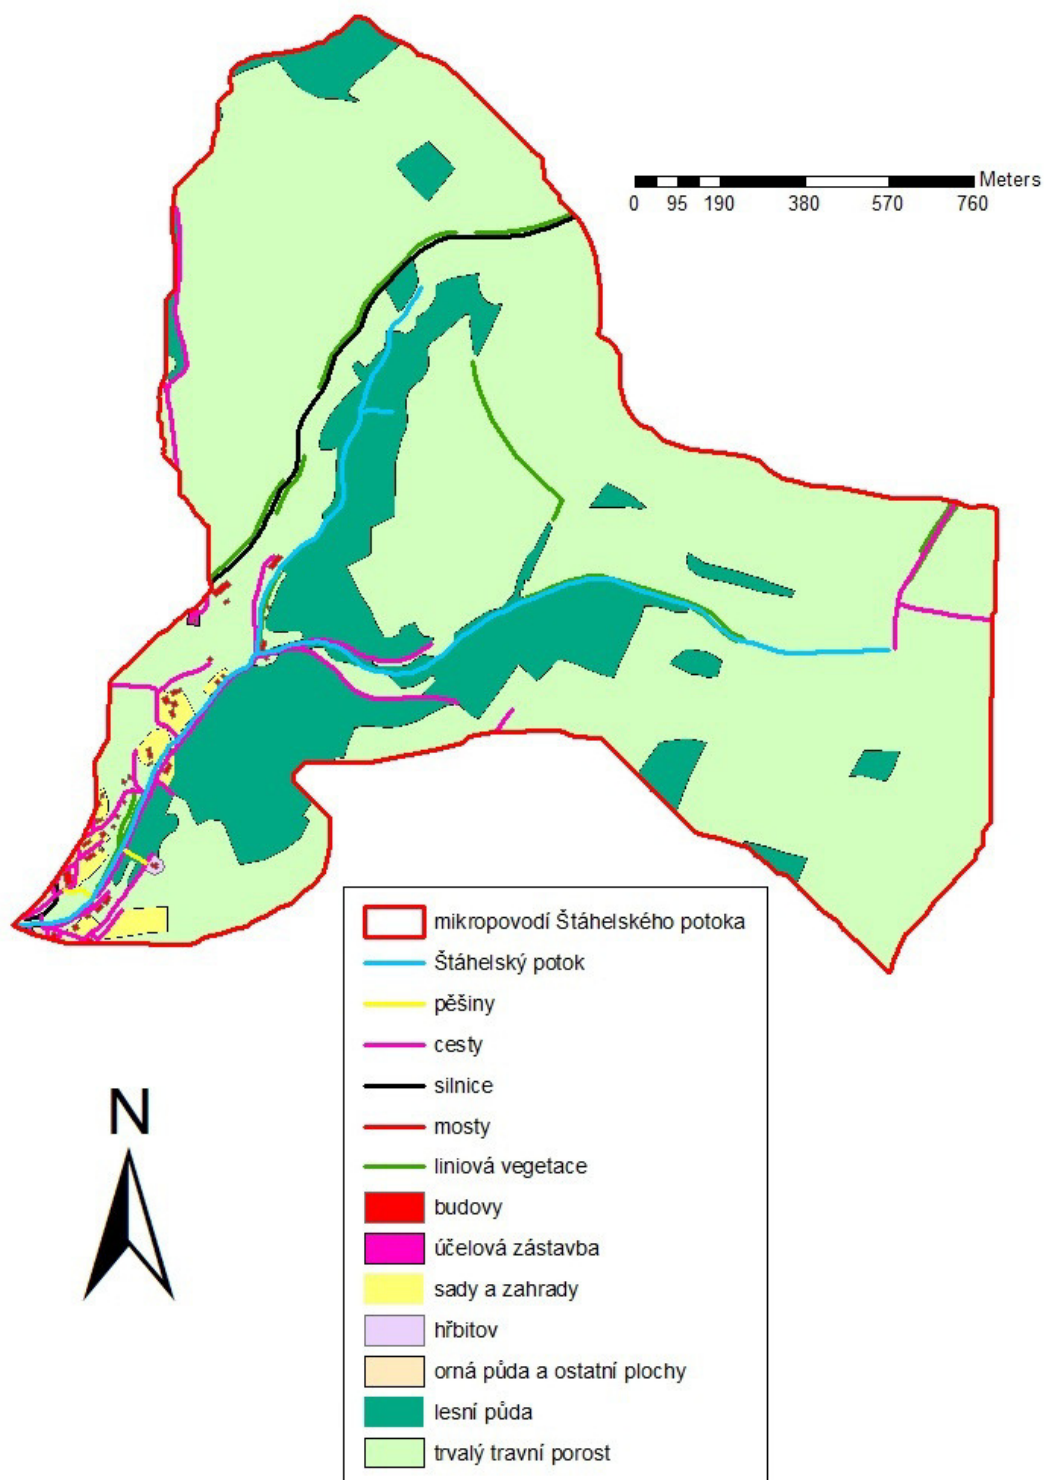 Meters
0 95 190 380 570 760
mikropovodí Štáhelského potoka
Štáhelský potok
pěšiny
cesty
silnice
mosty
liniová vegetace
budovy
účelová zástavba
sady a zahrady
hřbitov
orná půda a ostatní plochy
lesní půda
trvalý travní porost
N